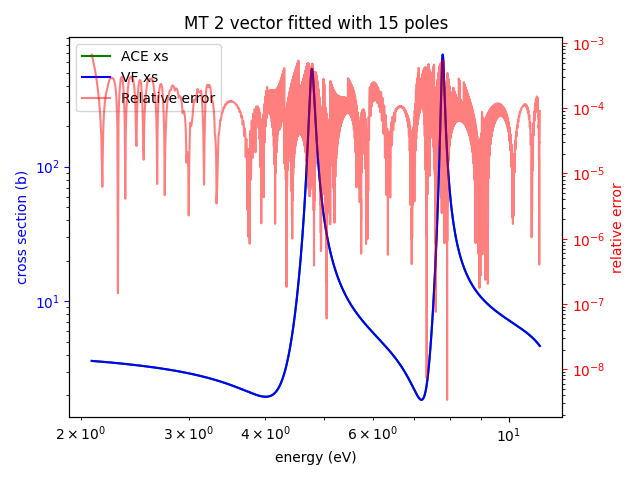 MT 2 vector fitted with 15 poles
ACE xs
VF xs
Relative error
cross section (b)
10²
10¹
relative error
10⁻³
10⁻⁴
10⁻⁵
10⁻⁶
10⁻⁷
10⁻⁸
2 × 10⁰
3 × 10⁰
4 × 10⁰
6 × 10⁰
10¹
energy (eV)